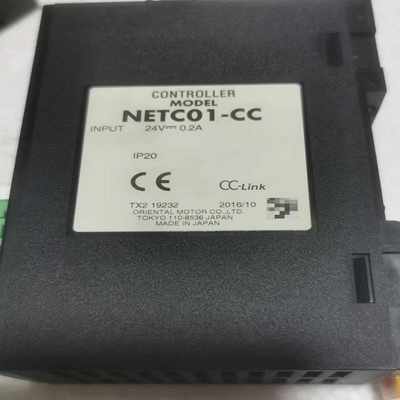 CONTROLLER
MODEL
NETC01-CC
INPUT 24V⎓ 0.2A
IP20
CE CC-Link
TX2 19232 2016/10
ORIENTAL MOTOR CO.,LTD.
TOKYO 110-8536 JAPAN
MADE IN JAPAN